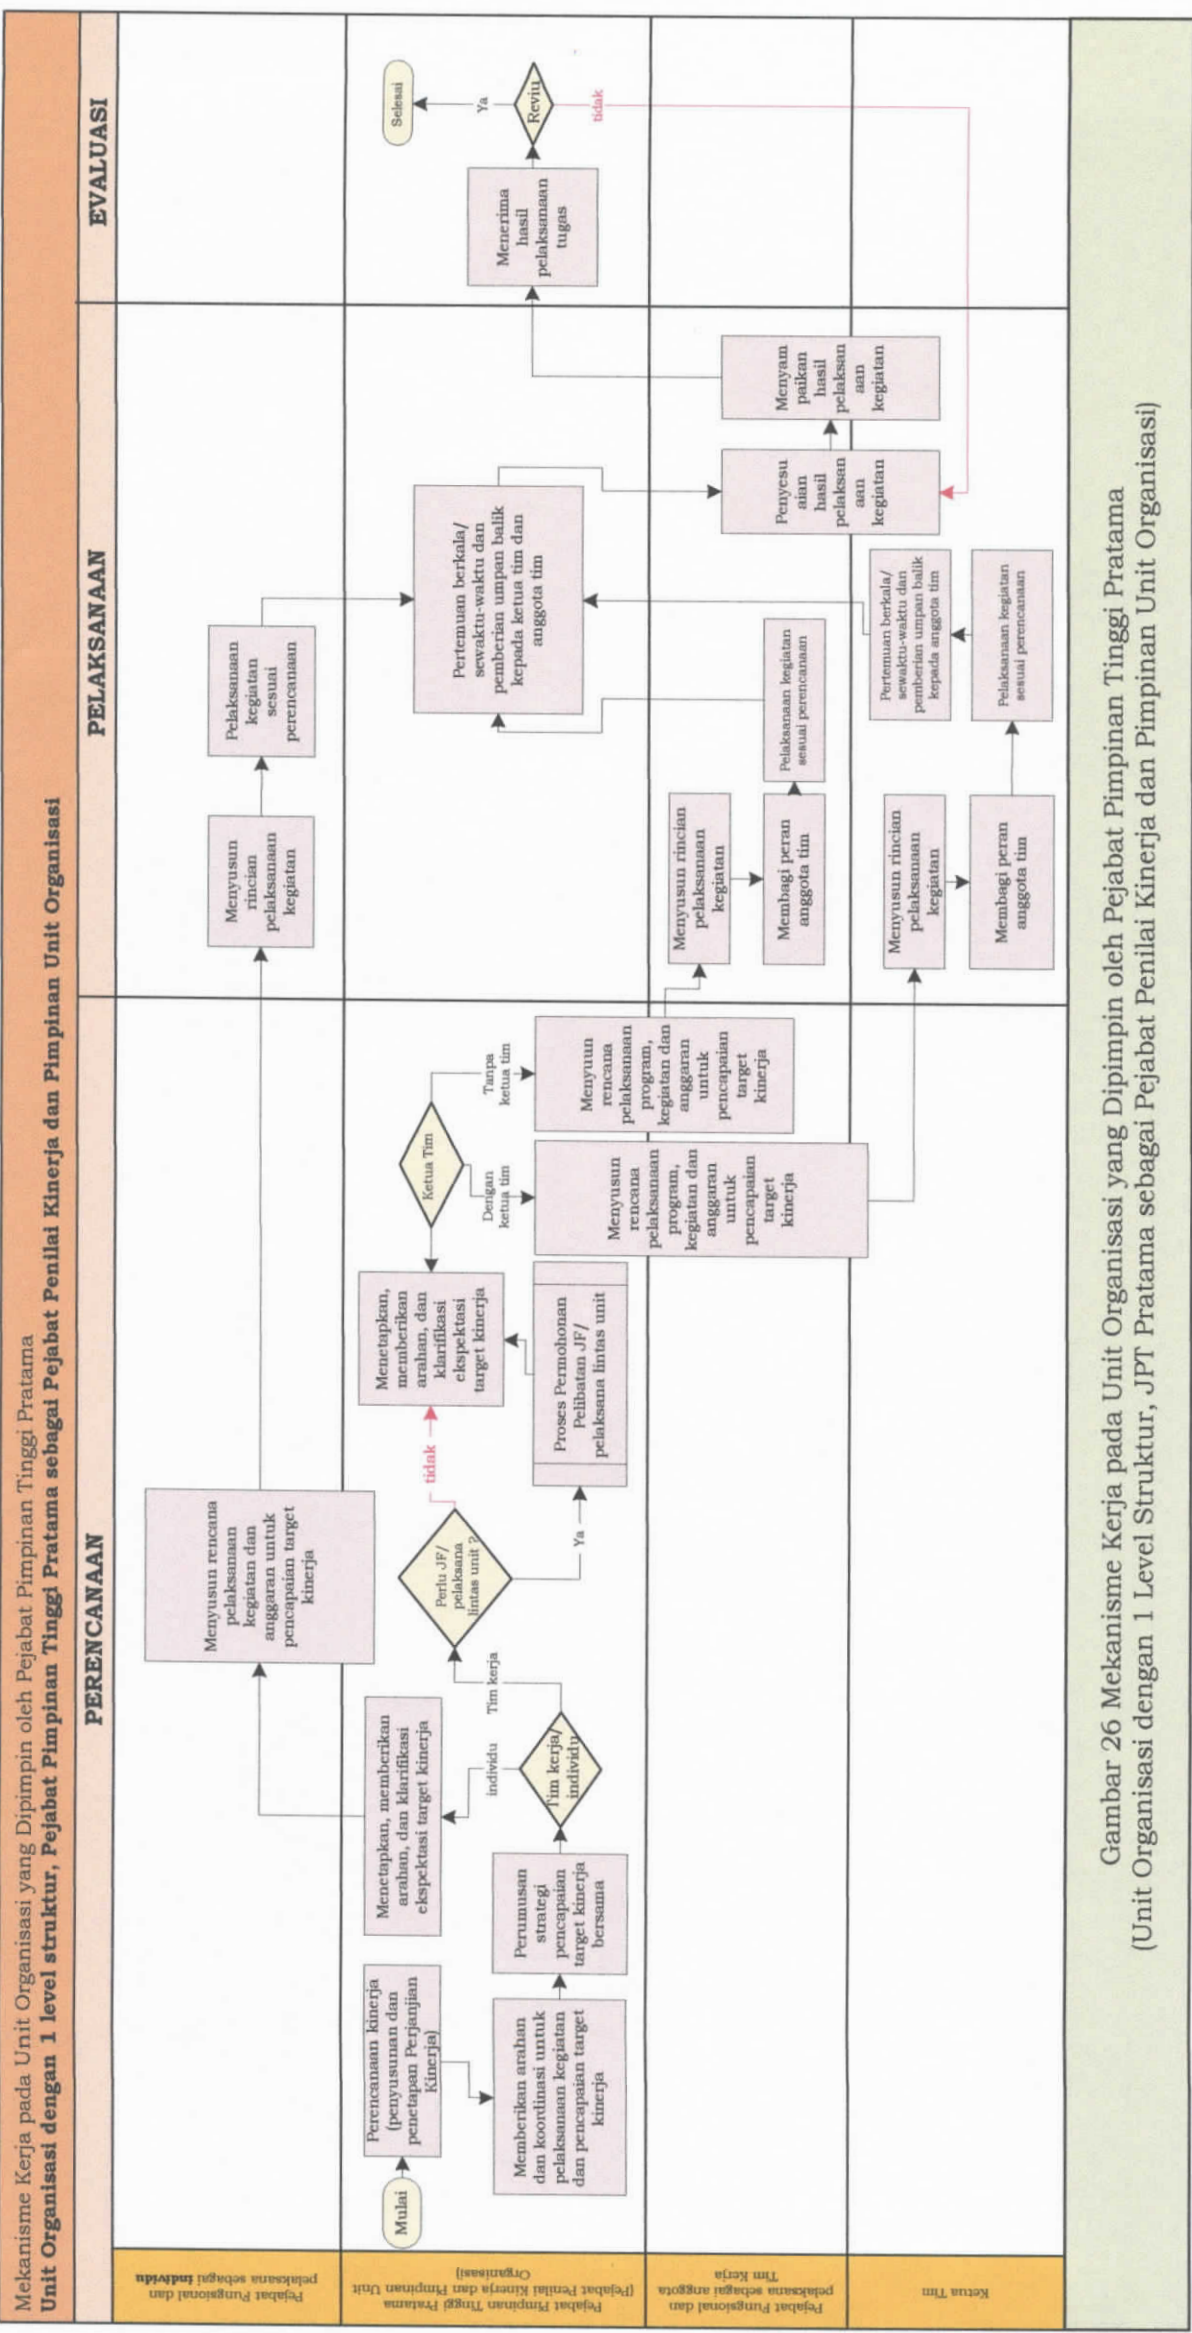 Mekanisme Kerja pada Unit Organisasi yang Dipimpin oleh Pejabat Pimpinan Tinggi Pratama
Unit Organisasi dengan 1 level struktur, Pejabat Pimpinan Tinggi Pratama sebagai Pejabat Penilai Kinerja dan Pimpinan Unit Organisasi
PERENCANAAN
PELAKSANAAN
EVALUASI
Pejabat Fungsional dan
pelaksana sebagai individu
Menyusun rencana
pelaksanaan
kegiatan dan
anggaran untuk
pencapaian target
kinerja
Menyusun
rincian
pelaksanaan
kegiatan
Pelaksanaan
kegiatan
sesuai
perencanaan
Pejabat Pimpinan Tinggi Pratama
(Pejabat Penilai Kinerja dan Pimpinan Unit
Organisasi)
Mulai
Perencanaan kinerja
(penyusunan dan
penetapan Perjanjian
Kinerja)
Memberikan arahan
dan koordinasi untuk
pelaksanaan kegiatan
dan pencapaian target
kinerja
Perumusan
strategi
pencapaian
target kinerja
bersama
Tim kerja/
individu
individu
Tim kerja
Menetapkan, memberikan
arahan, dan klarifikasi
ekspektasi target kinerja
Perlu JF/
pelaksana
lintas unit ?
tidak
Ya
Proses Permohonan
Pelibatan JF/
pelaksana lintas unit
Menetapkan,
memberikan
arahan, dan
klarifikasi
ekspektasi
target kinerja
Ketua Tim
Dengan
ketua tim
Tanpa
ketua tim
Menyusun
rencana
pelaksanaan
program,
kegiatan dan
anggaran
untuk
pencapaian
target
kinerja
Menyuun
rencana
pelaksanaan
program,
kegiatan dan
anggaran
untuk
pencapaian
target
kinerja
Pertemuan berkala/
sewaktu-waktu dan
pemberian umpan balik
kepada ketua tim dan
anggota tim
Menerima
hasil
pelaksanaan
tugas
Reviu
Ya
tidak
Selesai
Pejabat Fungsional dan
pelaksana sebagai anggota
Tim Kerja
Menyusun rincian
pelaksanaan
kegiatan
Membagi peran
anggota tim
Pelaksanaan kegiatan
sesuai perencanaan
Penyesu
aian
hasil
pelaksan
aan
kegiatan
Menyam
paikan
hasil
pelaksan
aan
kegiatan
Ketua Tim
Menyusun rincian
pelaksanaan
kegiatan
Membagi peran
anggota tim
Pelaksanaan kegiatan
sesuai perencanaan
Pertemuan berkala/
sewaktu-waktu dan
pemberian umpan balik
kepada anggota tim
Gambar 26 Mekanisme Kerja pada Unit Organisasi yang Dipimpin oleh Pejabat Pimpinan Tinggi Pratama
(Unit Organisasi dengan 1 Level Struktur, JPT Pratama sebagai Pejabat Penilai Kinerja dan Pimpinan Unit Organisasi)